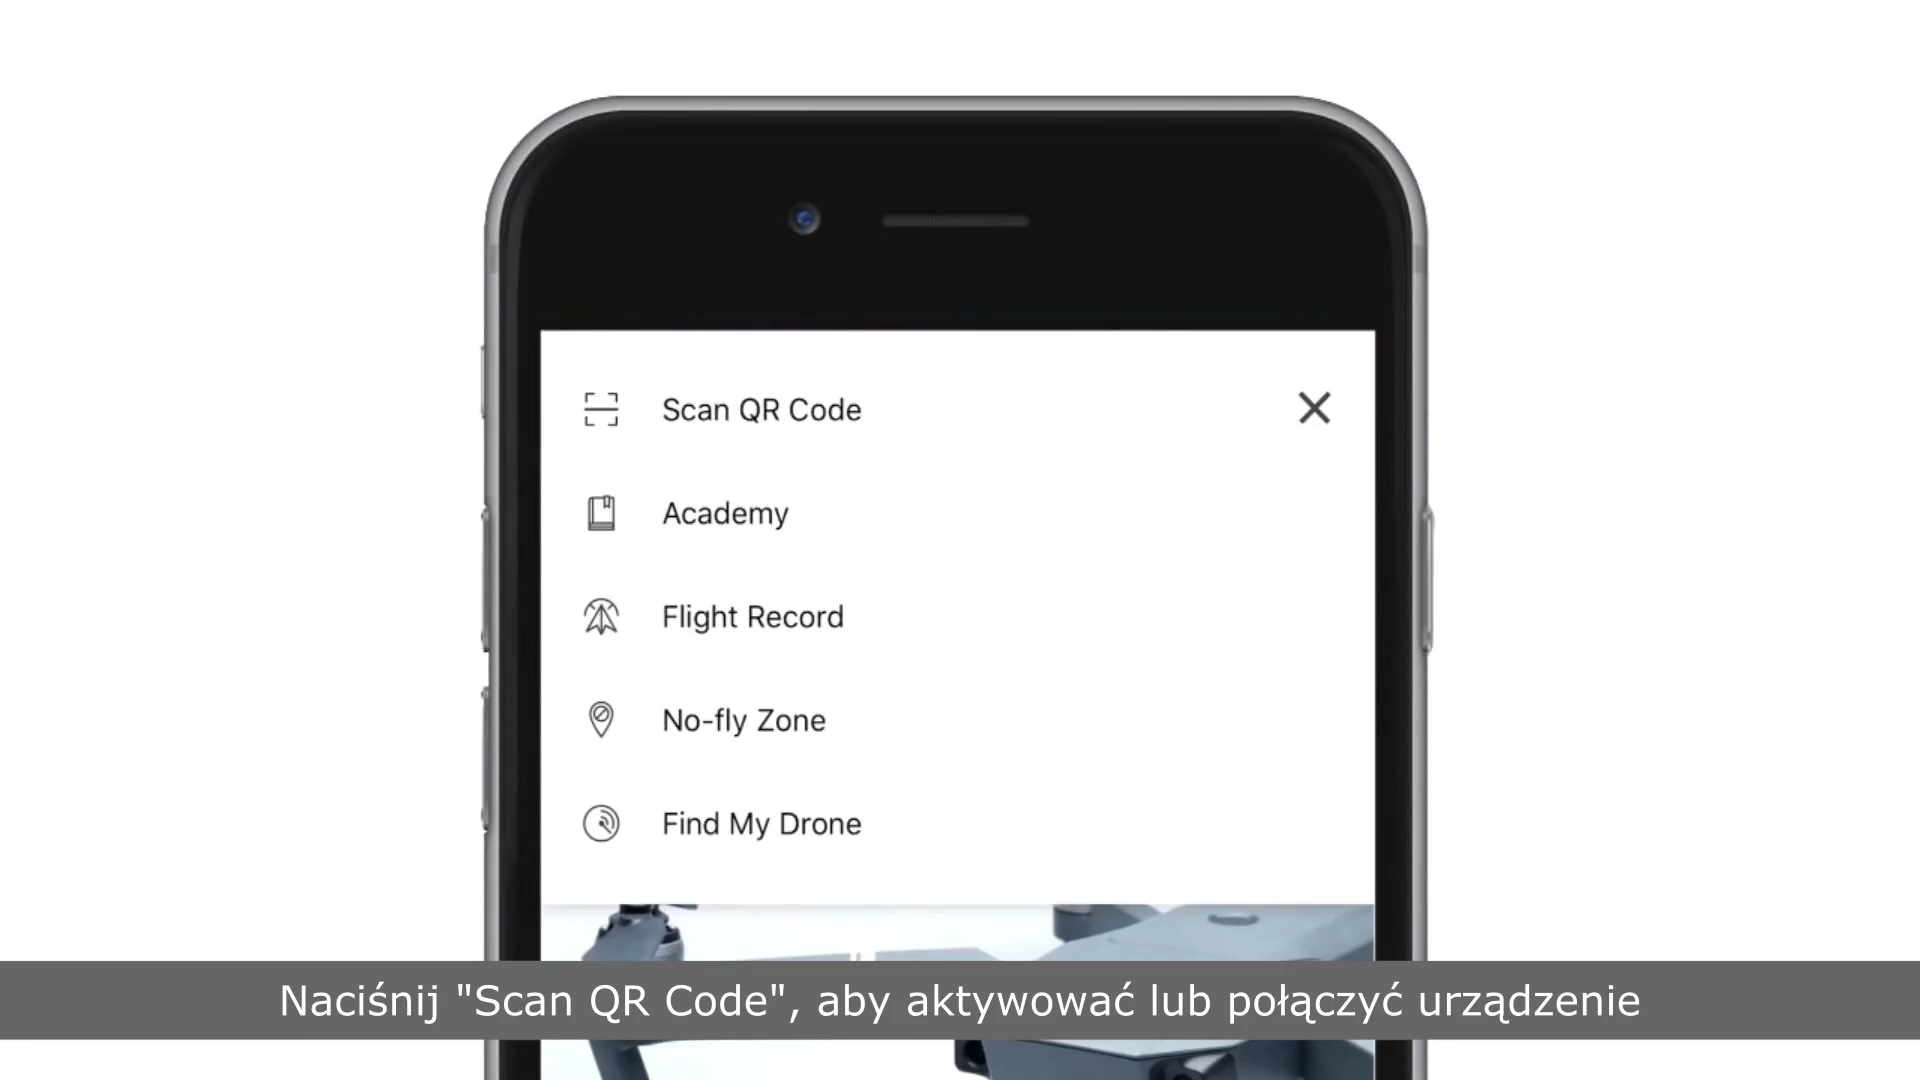 Scan QR Code
Academy
Flight Record
No-fly Zone
Find My Drone
Naciśnij "Scan QR Code", aby aktywować lub połączyć urządzenie